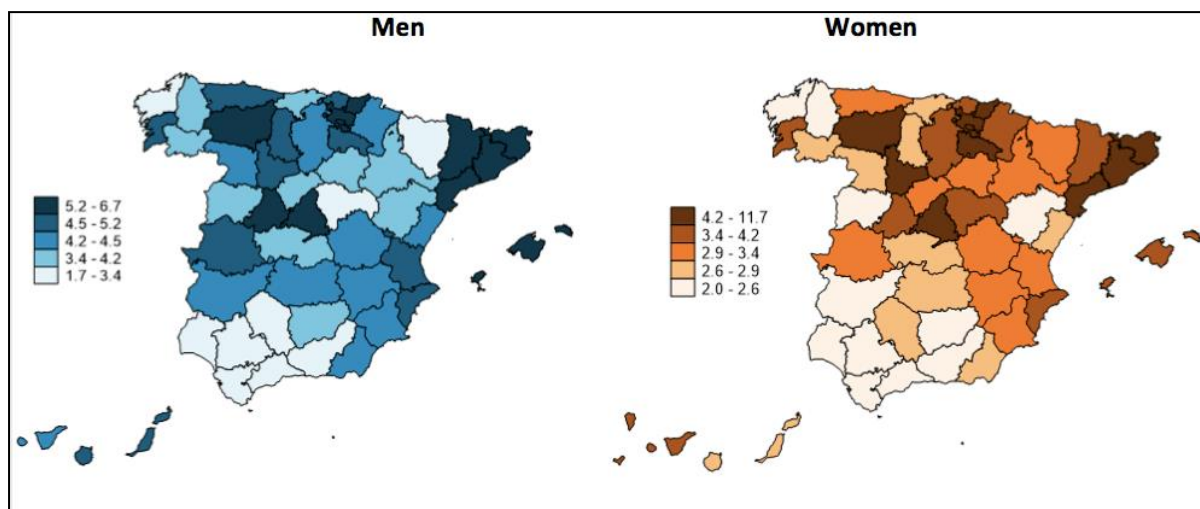 Men
Women
5.2 - 6.7
4.5 - 5.2
4.2 - 4.5
3.4 - 4.2
1.7 - 3.4
4.2 - 11.7
3.4 - 4.2
2.9 - 3.4
2.6 - 2.9
2.0 - 2.6